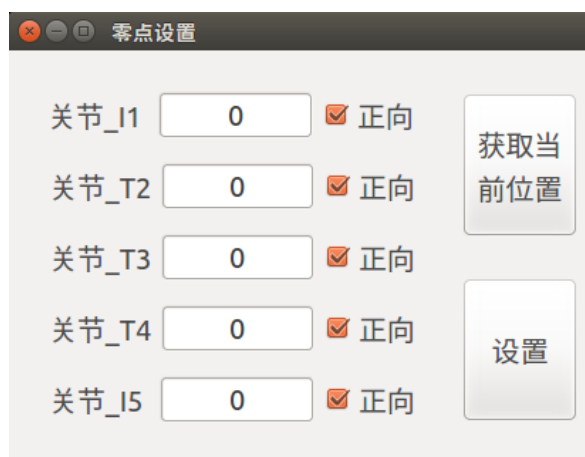 零点设置
关节_I1 0 正向
关节_T2 0 正向
关节_T3 0 正向
关节_T4 0 正向
关节_I5 0 正向
获取当
前位置
设置